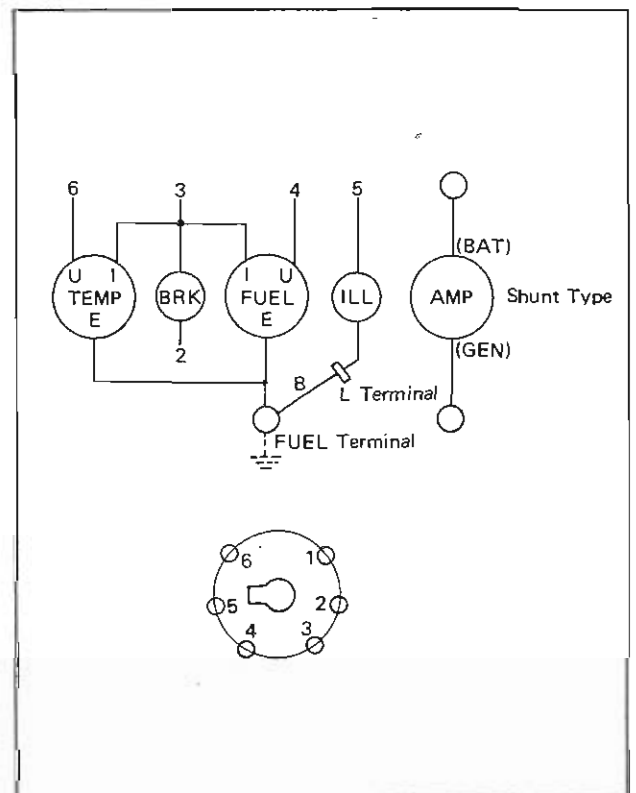 6 3 4 5
(BAT)
U I I U
TEMP BRK FUEL ILL AMP Shunt Type
E E
2 (GEN)
B L Terminal
FUEL Terminal
6 1
5 2
4 3